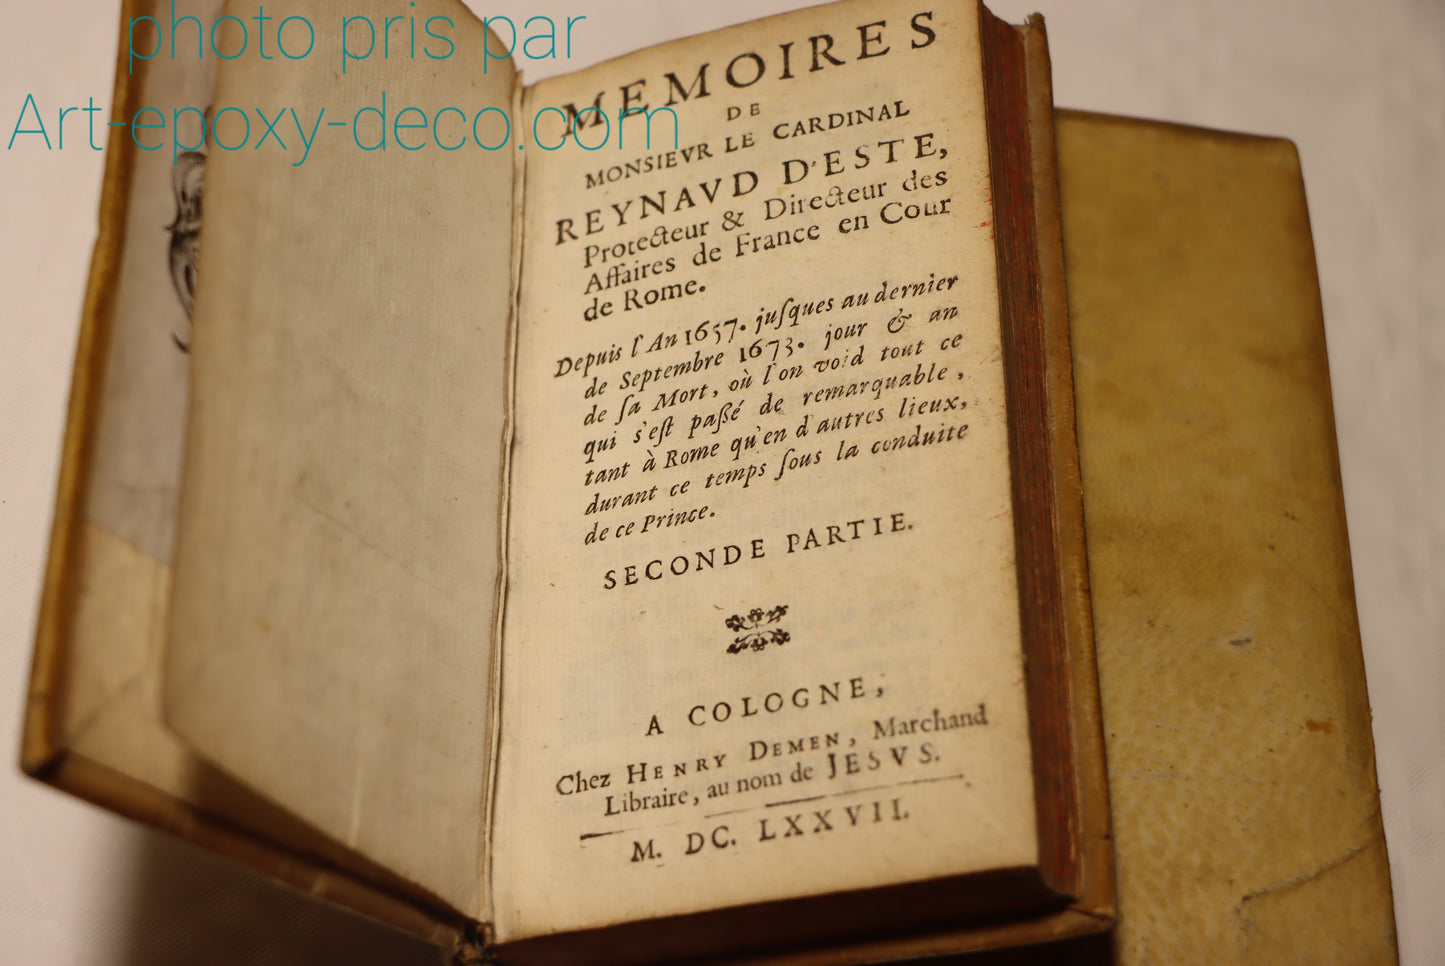 photo pris par
Art-epoxy-deco.com
MEMOIRES
DE
MONSIEVR LE CARDINAL
REYNAVD D'ESTE,
Protecteur & Directeur des
Affaires de France en Cour
de Rome.
Depuis l'An 1657. juſques au dernier
de Septembre 1673. jour & an
de ſa Mort, où l'on void tout ce
qui s'eſt paßé de remarquable,
tant à Rome qu'en d'autres lieux,
durant ce temps ſous la conduite
de ce Prince.
SECONDE PARTIE.
A COLOGNE,
Chez HENRY DEMEN, Marchand
Libraire, au nom de JESVS.
M. DC. LXXVII.